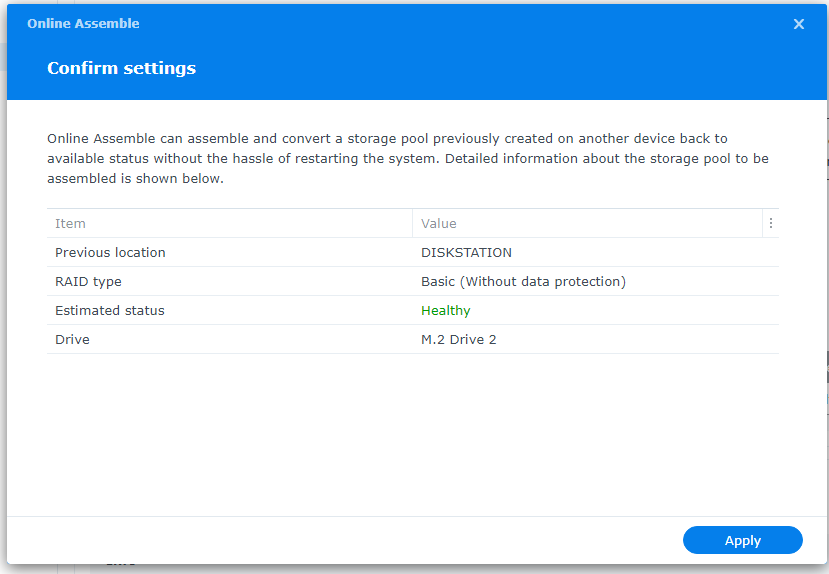 Online Assemble
Confirm settings
Online Assemble can assemble and convert a storage pool previously created on another device back to
available status without the hassle of restarting the system. Detailed information about the storage pool to be
assembled is shown below.
Item Value
Previous location DISKSTATION
RAID type Basic (Without data protection)
Estimated status Healthy
Drive M.2 Drive 2
Apply